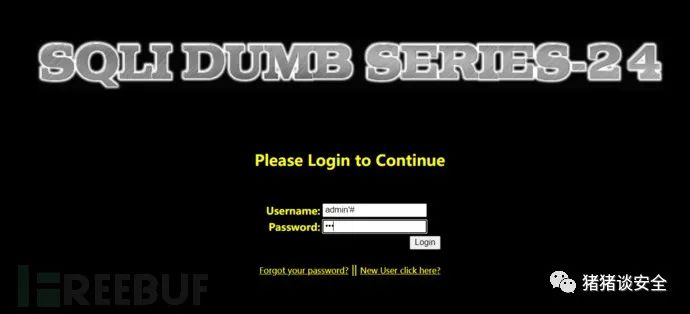 SQLI DUMB SERIES-24
Please Login to Continue
Username: admin'#
Password: •••
Login
Forgot your password? || New User click here?
FREEBUF
猪猪谈安全